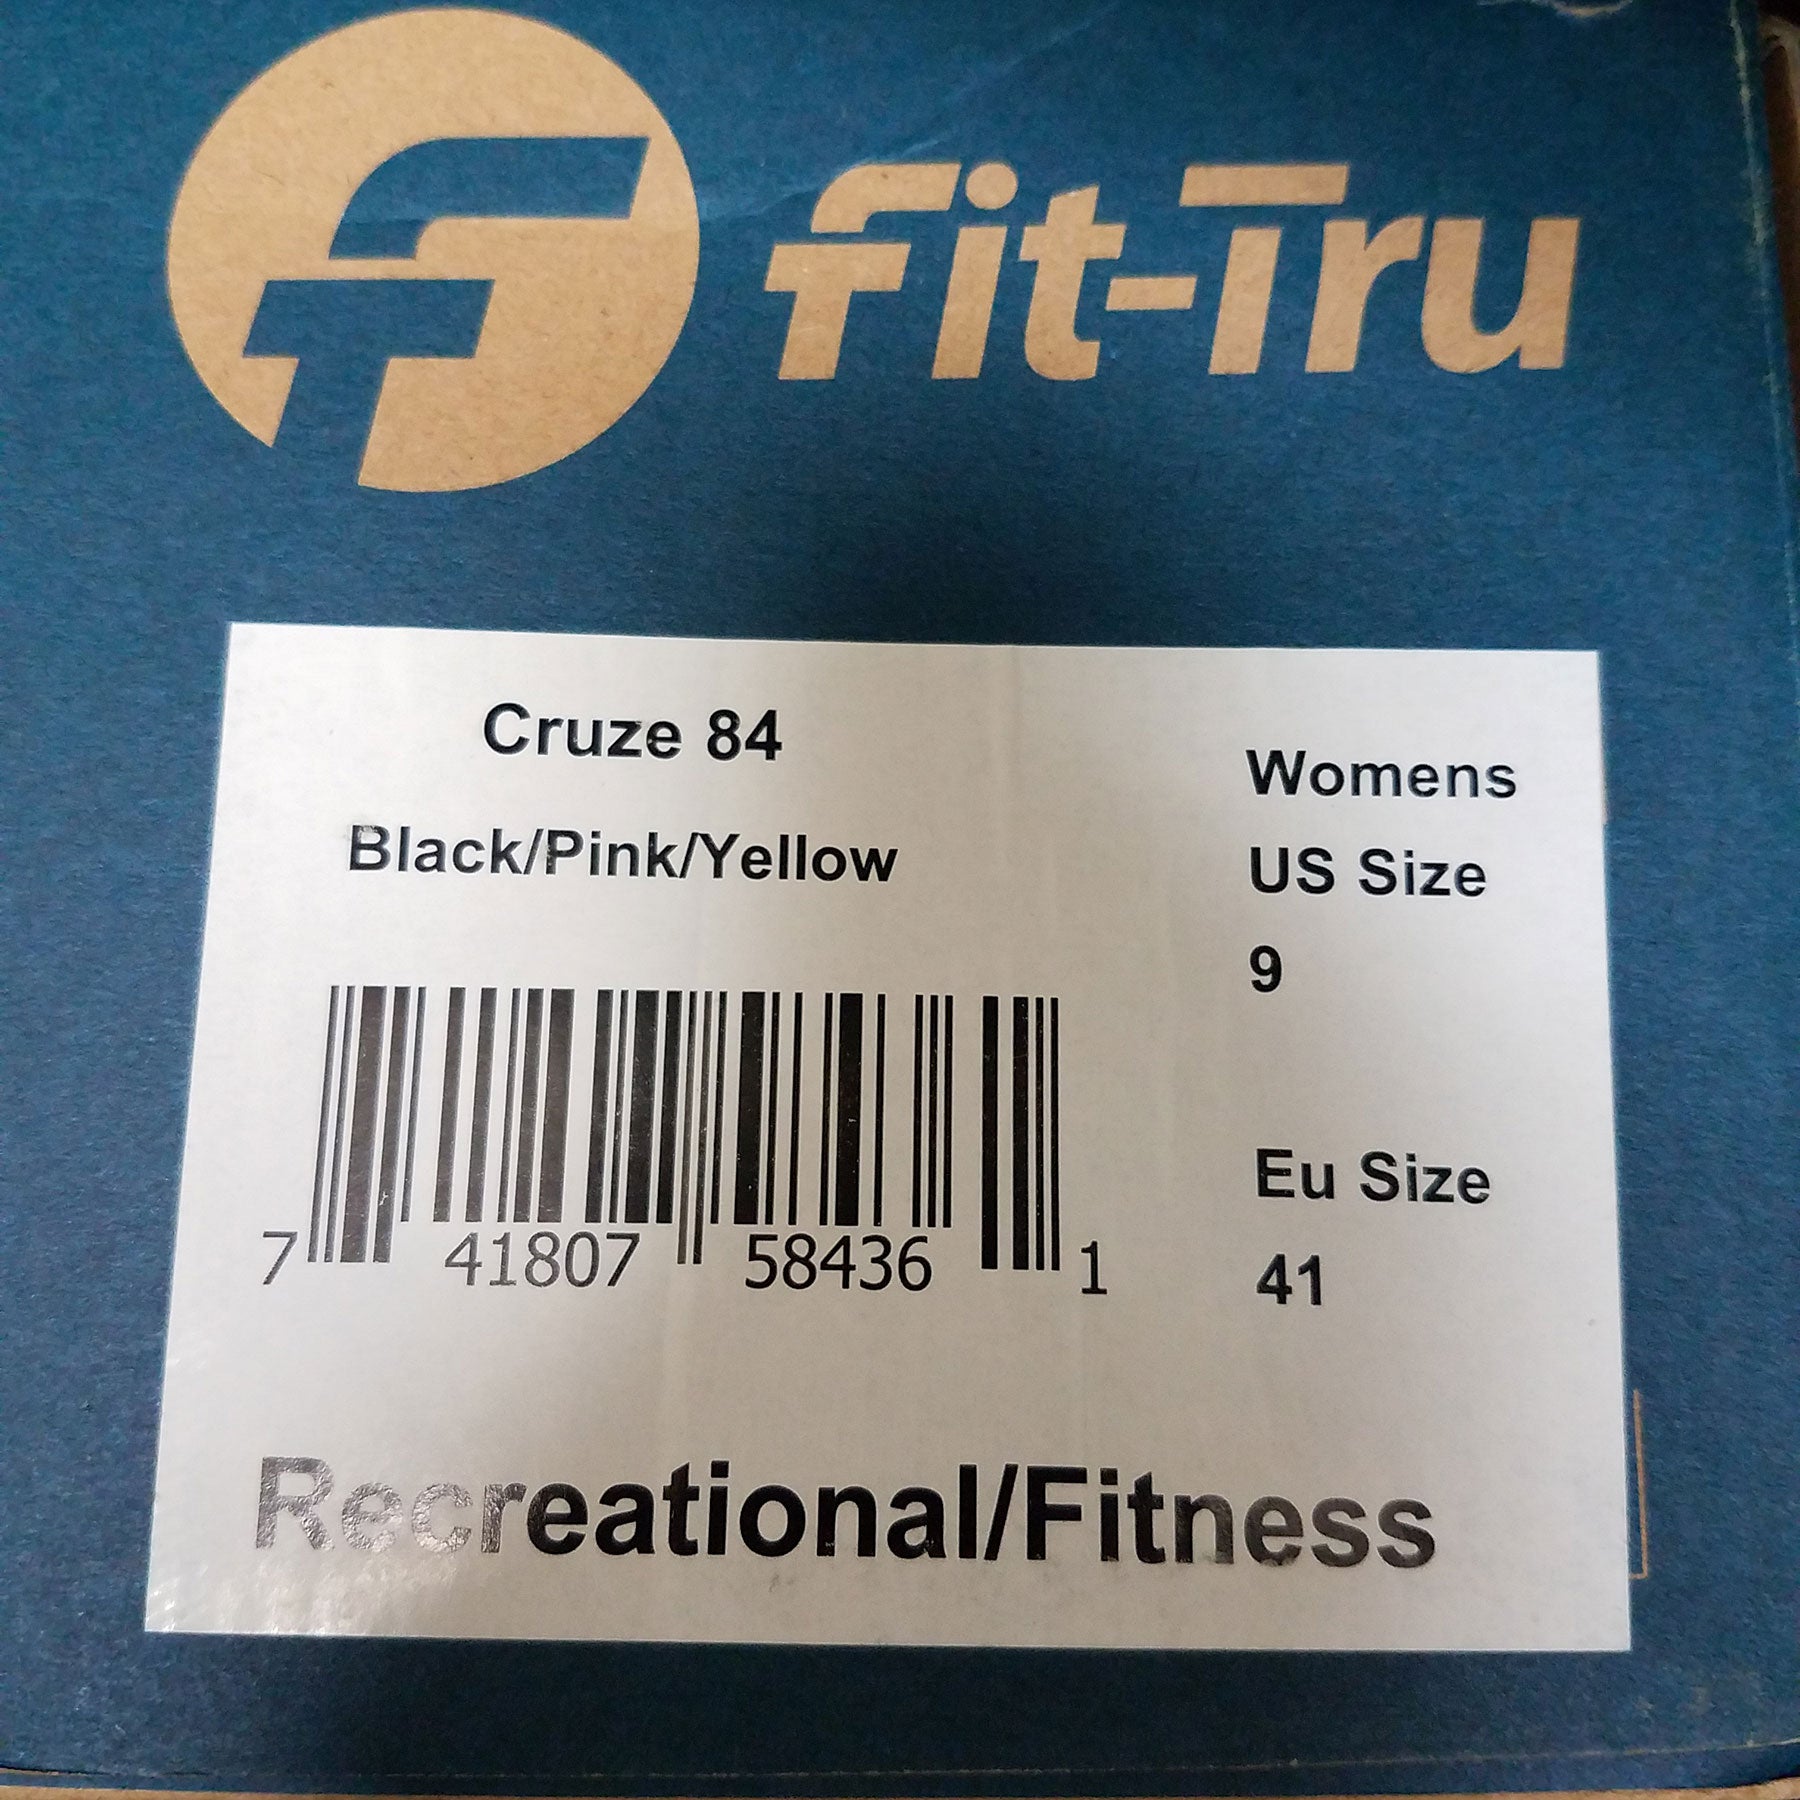 Fit-Tru
Cruze 84
Black/Pink/Yellow
Womens
US Size
9
Eu Size
41
7 41807 58436 1
Recreational/Fitness